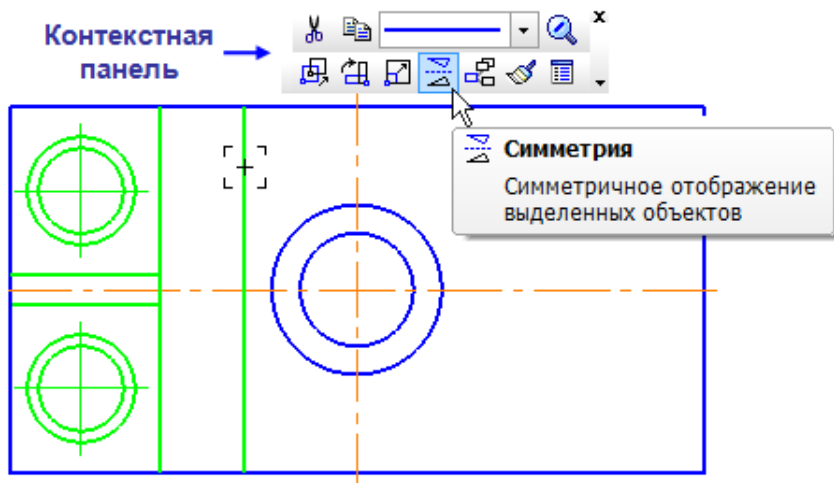 Контекстная
панель
x
Симметрия
Симметричное отображение
выделенных объектов